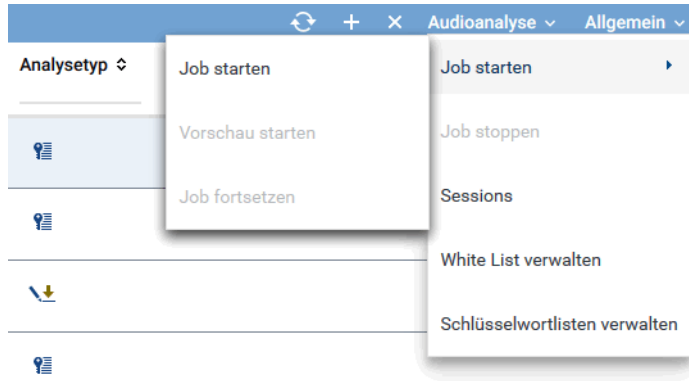 Audioanalyse Allgemein
Analysetyp
Job starten
Vorschau starten
Job fortsetzen
Job starten
Job stoppen
Sessions
White List verwalten
Schlüsselwortlisten verwalten